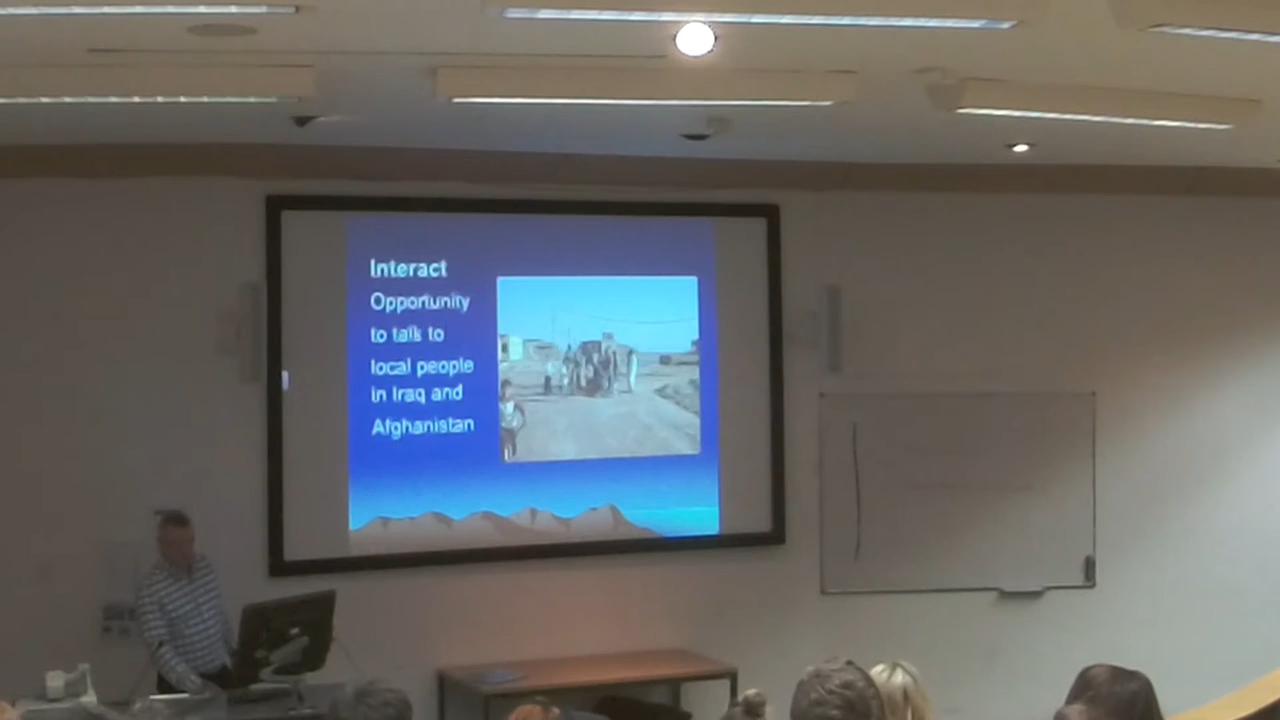 Interact
Opportunity
to talk to
local people
in Iraq and
Afghanistan